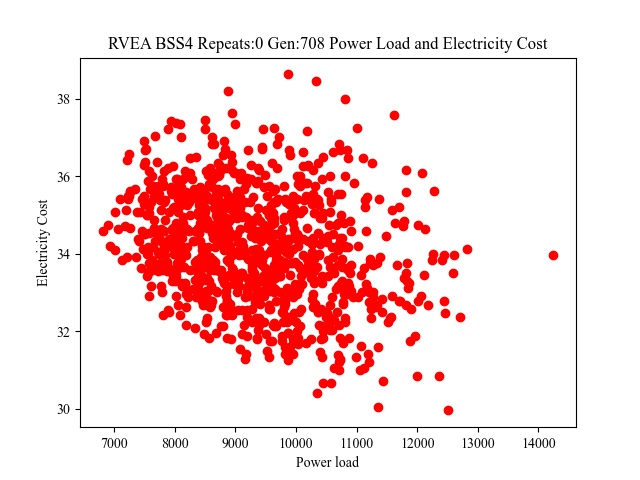 RVEA BSS4 Repeats:0 Gen:708 Power Load and Electricity Cost
38
36
34
32
30
Electricity Cost
7000 8000 9000 10000 11000 12000 13000 14000
Power load